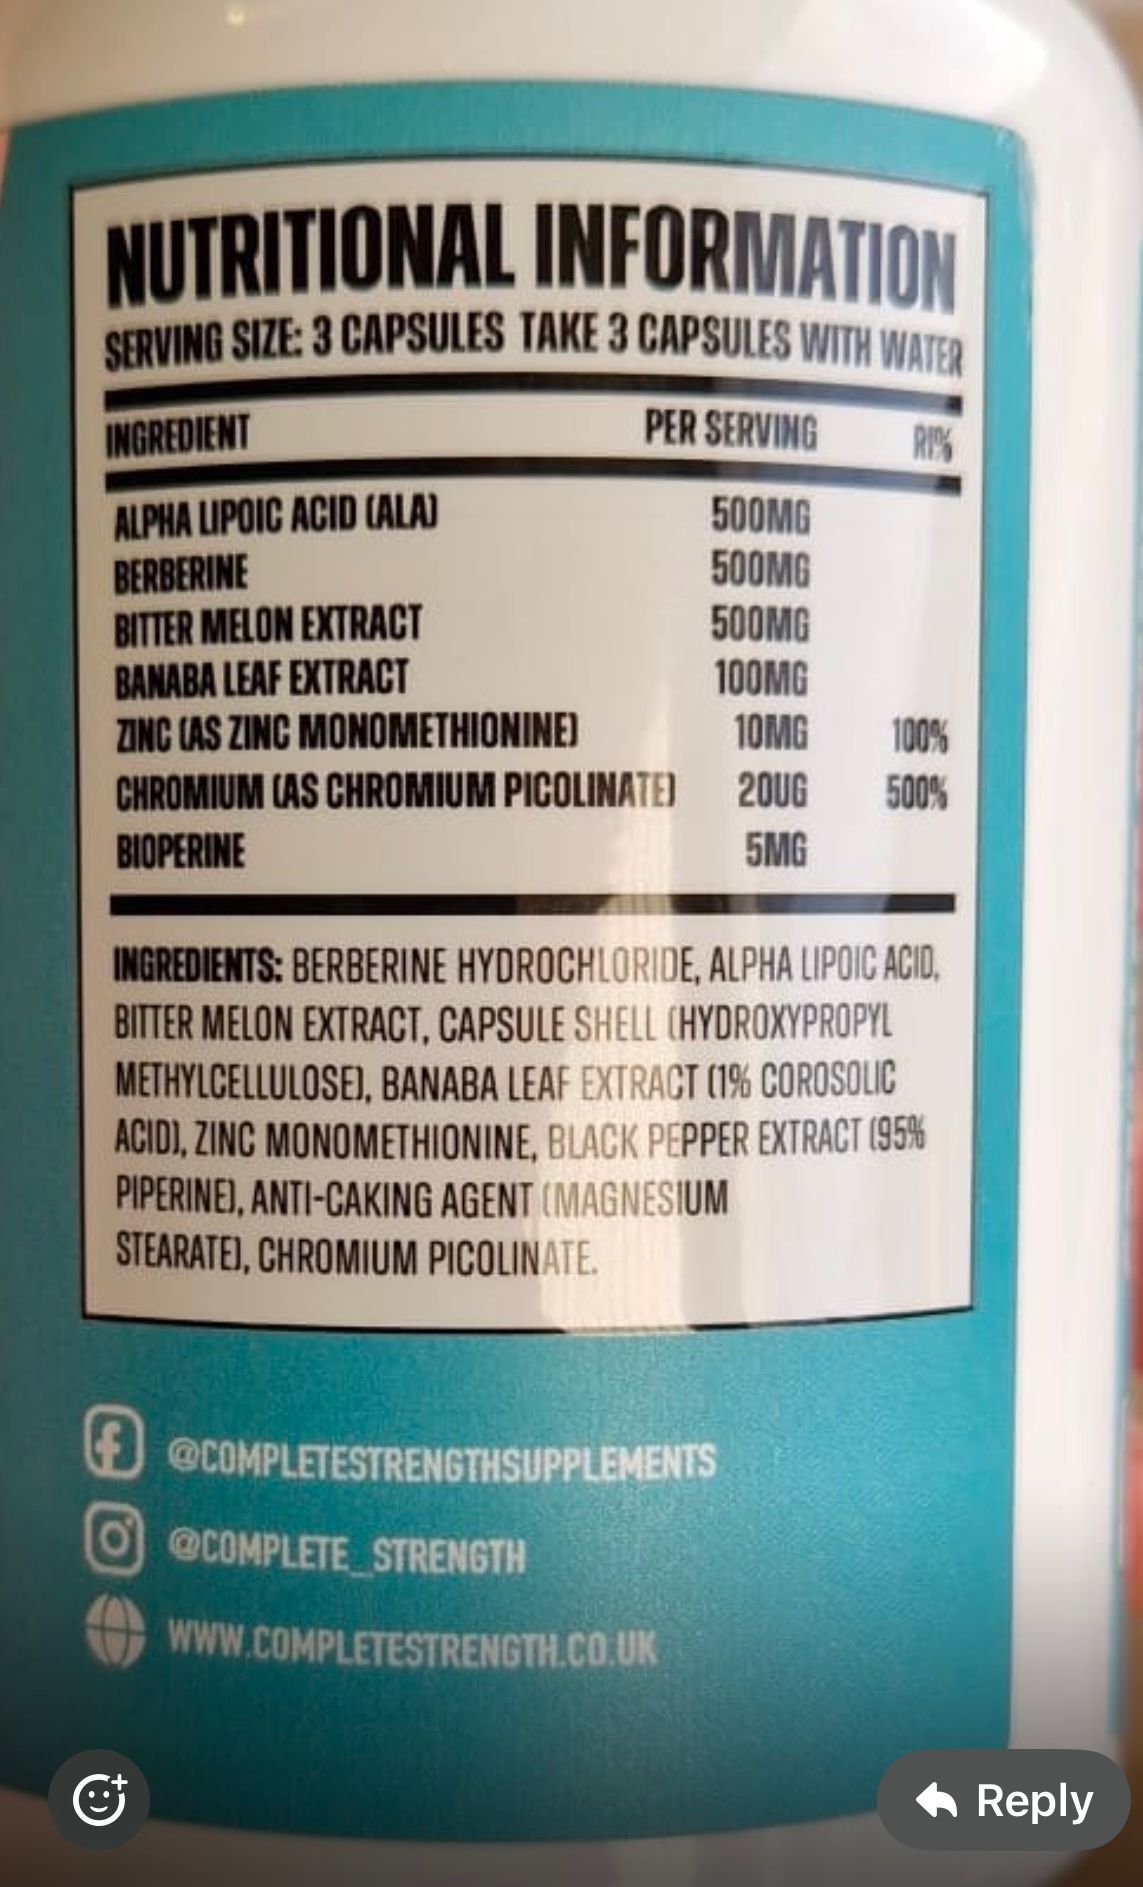 NUTRITIONAL INFORMATION
SERVING SIZE: 3 CAPSULES TAKE 3 CAPSULES WITH WATER
INGREDIENT PER SERVING RI%
ALPHA LIPOIC ACID (ALA) 500MG
BERBERINE 500MG
BITTER MELON EXTRACT 500MG
BANABA LEAF EXTRACT 100MG
ZINC (AS ZINC MONOMETHIONINE) 10MG 100%
CHROMIUM (AS CHROMIUM PICOLINATE) 20UG 500%
BIOPERINE 5MG
INGREDIENTS: BERBERINE HYDROCHLORIDE, ALPHA LIPOIC ACID,
BITTER MELON EXTRACT, CAPSULE SHELL (HYDROXYPROPYL
METHYLCELLULOSE), BANABA LEAF EXTRACT (1% COROSOLIC
ACID), ZINC MONOMETHIONINE, BLACK PEPPER EXTRACT (95%
PIPERINE), ANTI-CAKING AGENT (MAGNESIUM
STEARATE), CHROMIUM PICOLINATE.
@COMPLETESTRENGTHSUPPLEMENTS
@COMPLETE_STRENGTH
WWW.COMPLETESTRENGTH.CO.UK
Reply